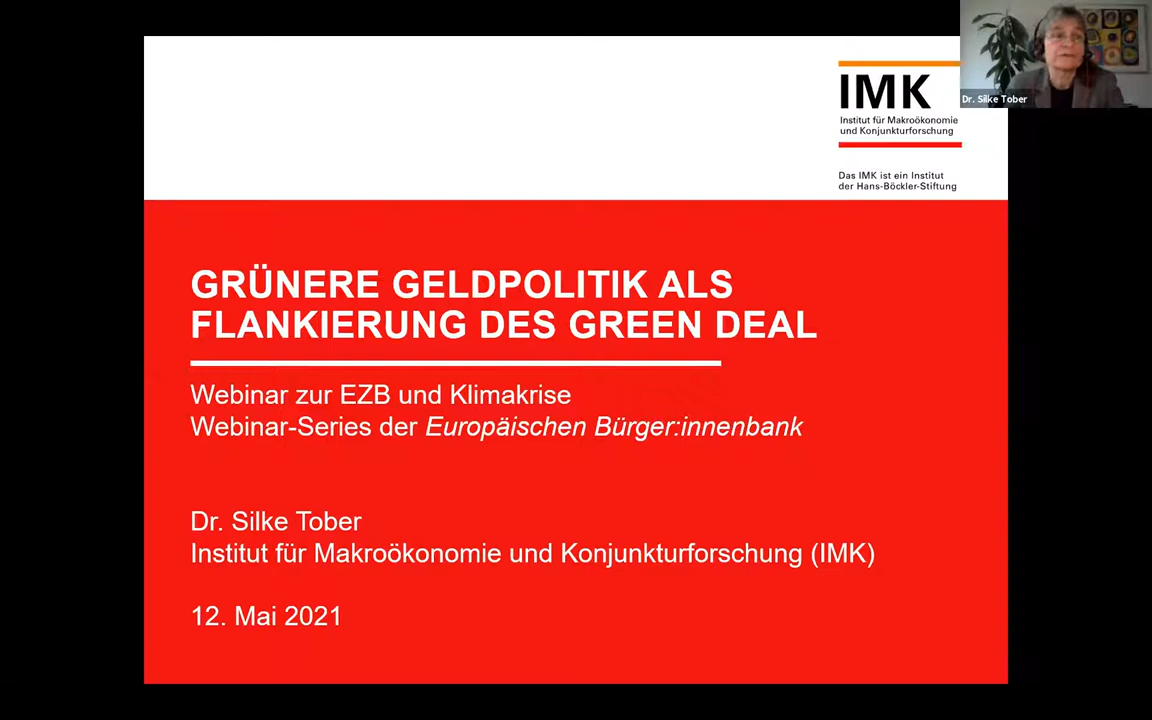 IMK
Institut für Makroökonomie
und Konjunkturforschung
Das IMK ist ein Institut
der Hans-Böckler-Stiftung
Dr. Silke Tober
GRÜNERE GELDPOLITIK ALS
FLANKIERUNG DES GREEN DEAL
Webinar zur EZB und Klimakrise
Webinar-Series der Europäischen Bürger:innenbank
Dr. Silke Tober
Institut für Makroökonomie und Konjunkturforschung (IMK)
12. Mai 2021